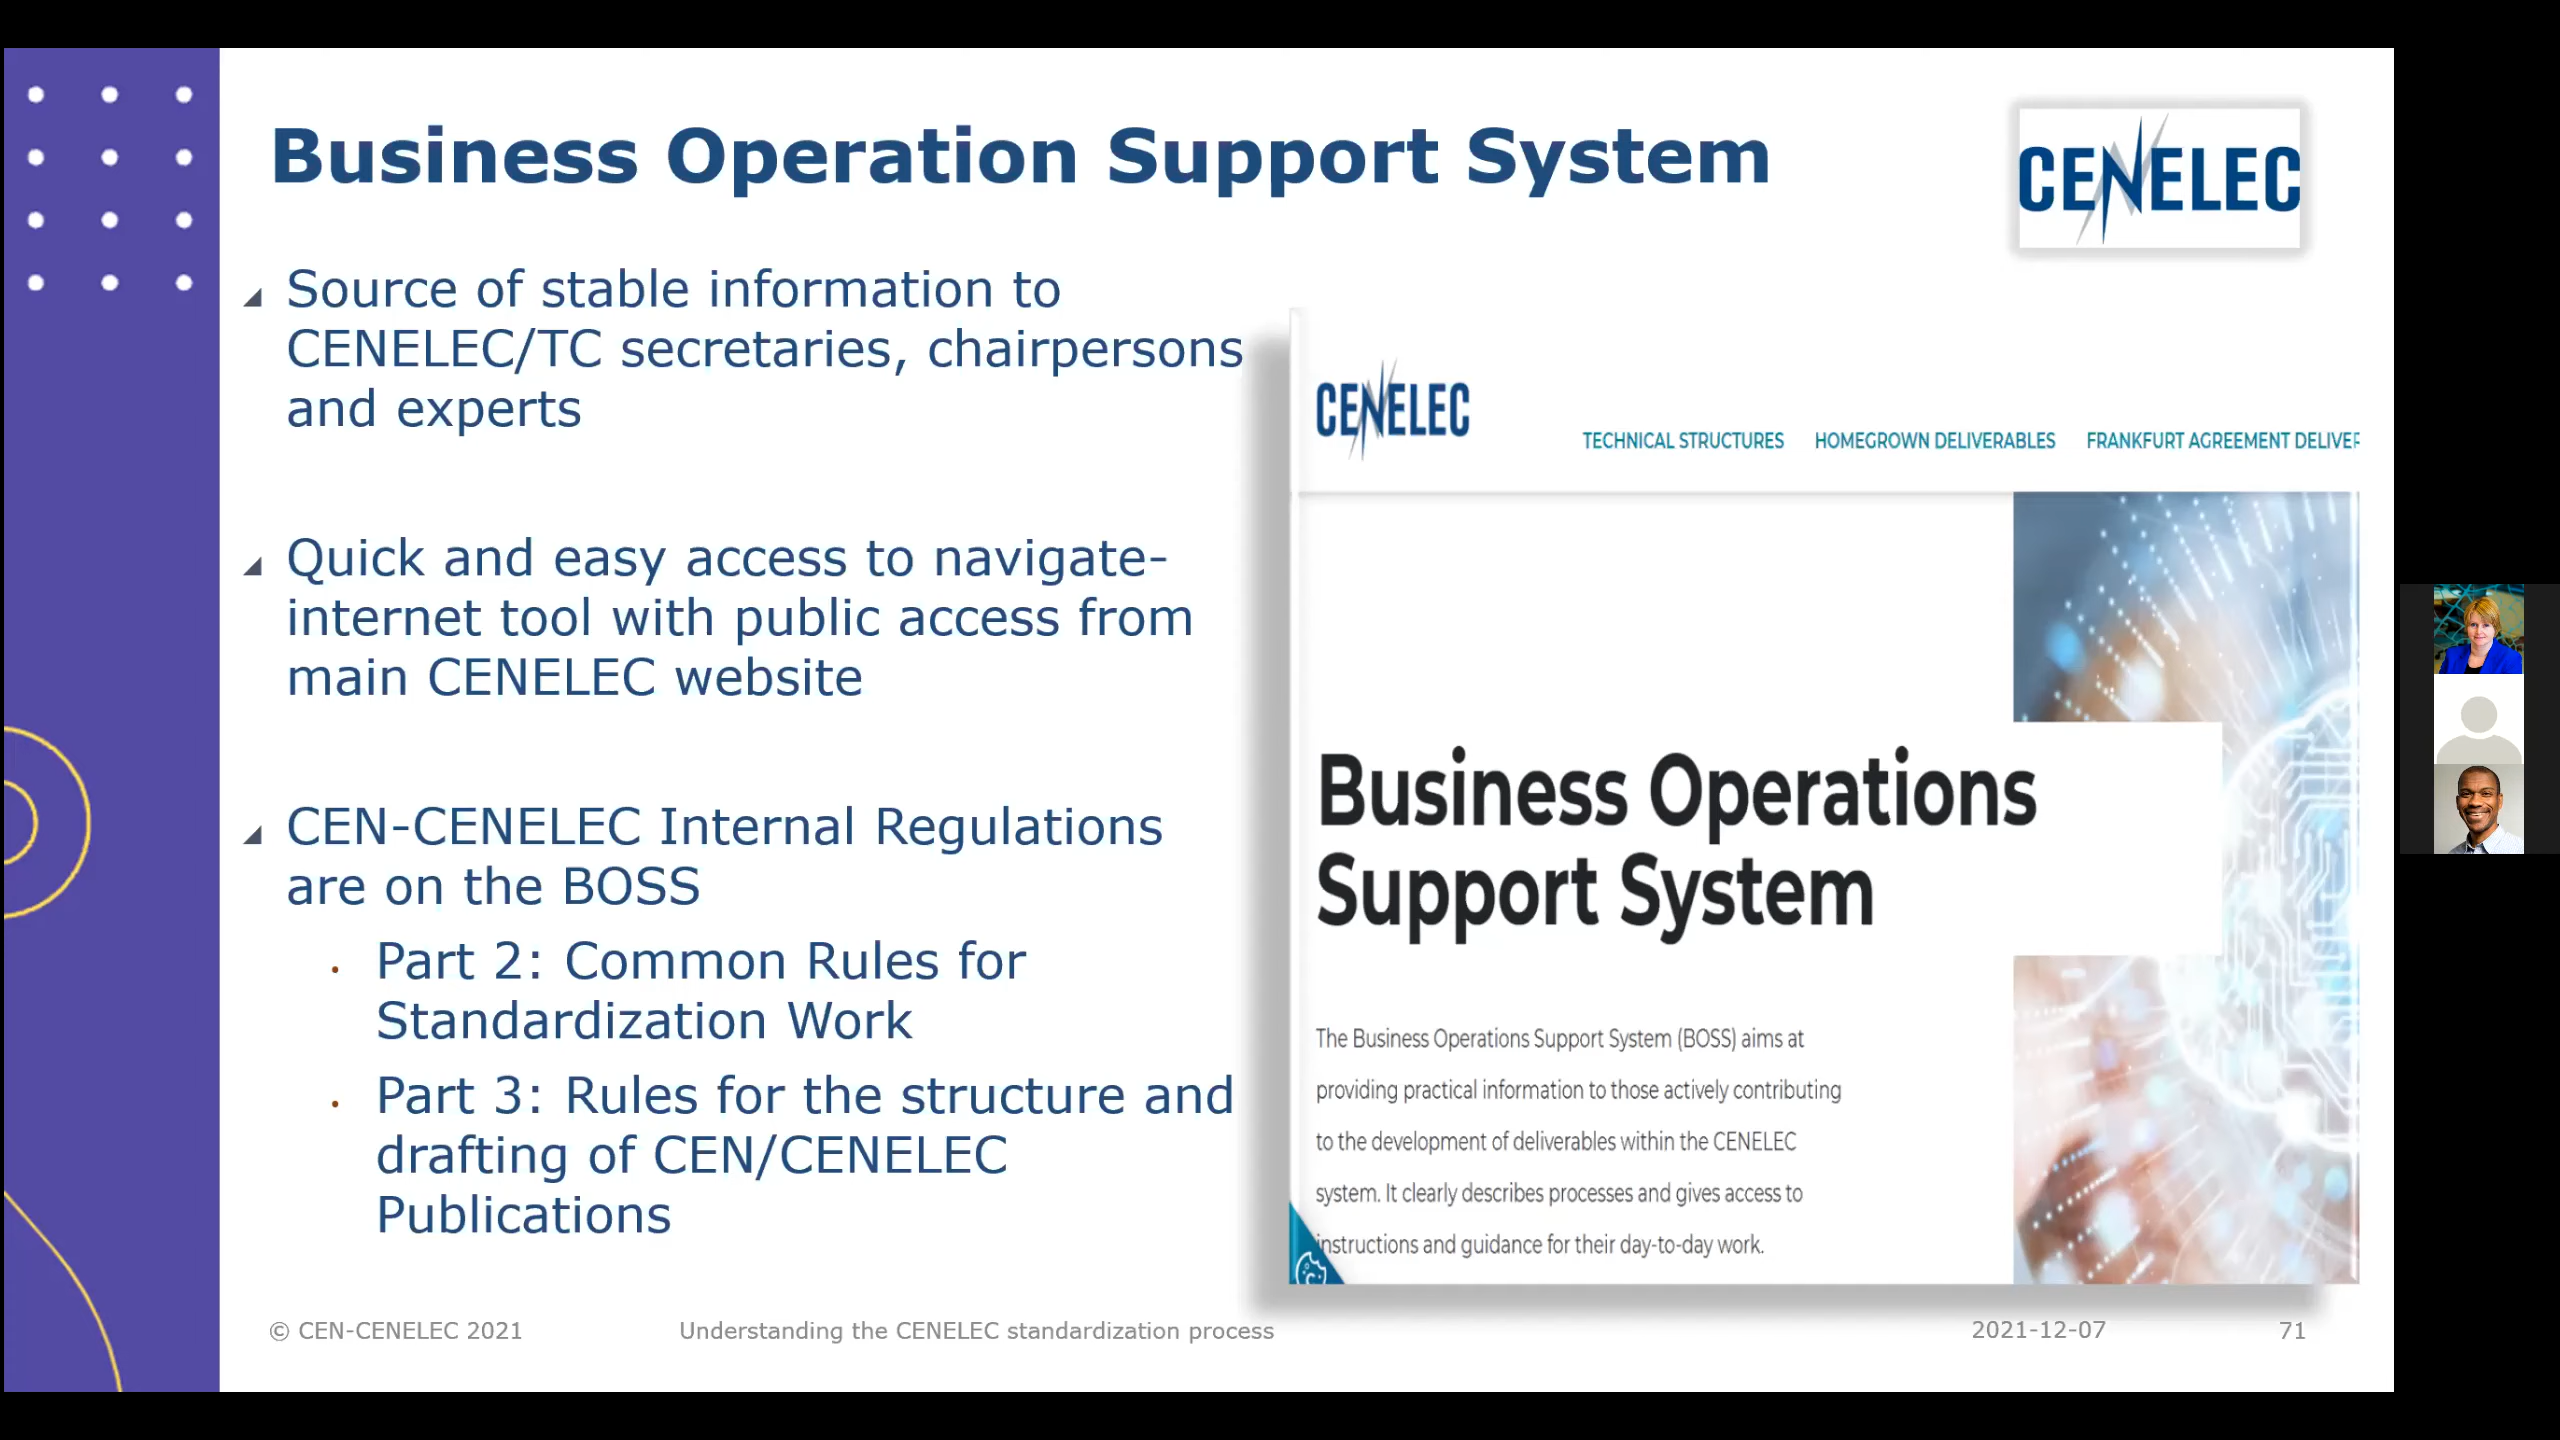 Business Operation Support System
CENELEC
Source of stable information to
CENELEC/TC secretaries, chairpersons
and experts
Quick and easy access to navigate-
internet tool with public access from
main CENELEC website
CEN-CENELEC Internal Regulations
are on the BOSS
Part 2: Common Rules for
Standardization Work
Part 3: Rules for the structure and
drafting of CEN/CENELEC
Publications
CENELEC
TECHNICAL STRUCTURES HOMEGROWN DELIVERABLES FRANKFURT AGREEMENT DELIVER
Business Operations
Support System
The Business Operations Support System (BOSS) aims at
providing practical information to those actively contributing
to the development of deliverables within the CENELEC
system. It clearly describes processes and gives access to
instructions and guidance for their day-to-day work.
© CEN-CENELEC 2021 Understanding the CENELEC standardization process 2021-12-07 71